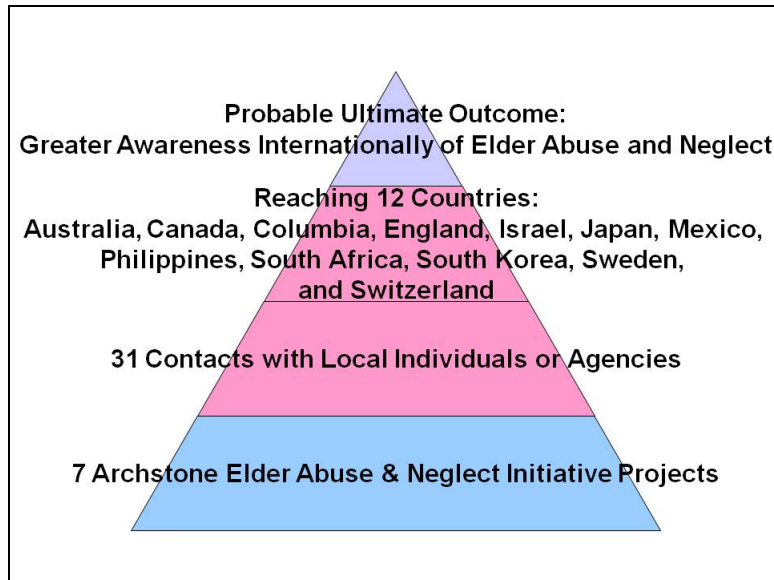 Probable Ultimate Outcome:
Greater Awareness Internationally of Elder Abuse and Neglect
Reaching 12 Countries:
Australia, Canada, Columbia, England, Israel, Japan, Mexico,
Philippines, South Africa, South Korea, Sweden,
and Switzerland
31 Contacts with Local Individuals or Agencies
7 Archstone Elder Abuse & Neglect Initiative Projects